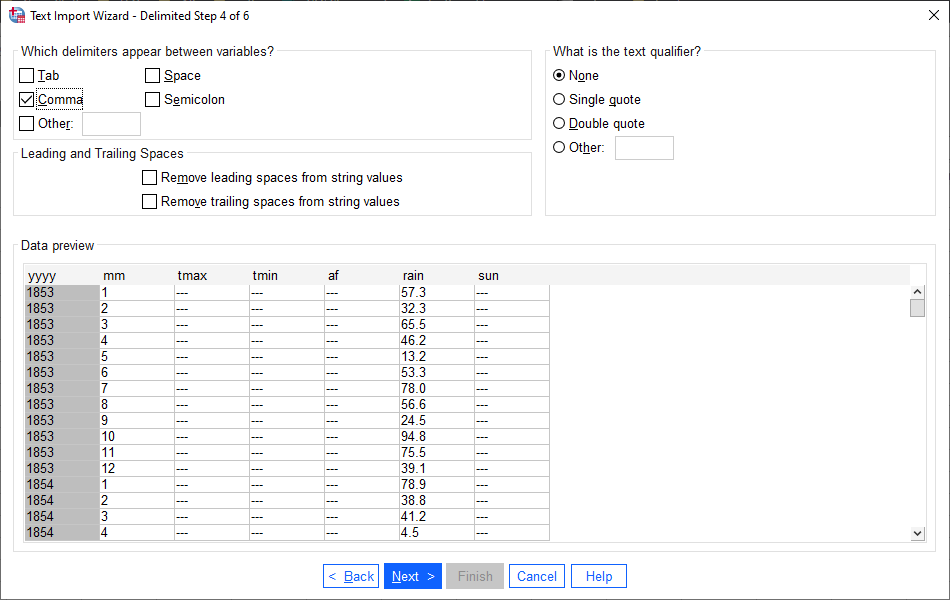 Text Import Wizard - Delimited Step 4 of 6
Which delimiters appear between variables?
Tab
Space
Comma
Semicolon
Other:
Leading and Trailing Spaces
Remove leading spaces from string values
Remove trailing spaces from string values
What is the text qualifier?
None
Single quote
Double quote
Other:
Data preview
yyyy mm tmax tmin af rain sun
1853 1 --- --- --- 57.3 ---
1853 2 --- --- --- 32.3 ---
1853 3 --- --- --- 65.5 ---
1853 4 --- --- --- 46.2 ---
1853 5 --- --- --- 13.2 ---
1853 6 --- --- --- 53.3 ---
1853 7 --- --- --- 78.0 ---
1853 8 --- --- --- 56.6 ---
1853 9 --- --- --- 24.5 ---
1853 10 --- --- --- 94.8 ---
1853 11 --- --- --- 75.5 ---
1853 12 --- --- --- 39.1 ---
1854 1 --- --- --- 78.9 ---
1854 2 --- --- --- 38.8 ---
1854 3 --- --- --- 41.2 ---
1854 4 --- --- --- 4.5 ---
< Back Next > Finish Cancel Help